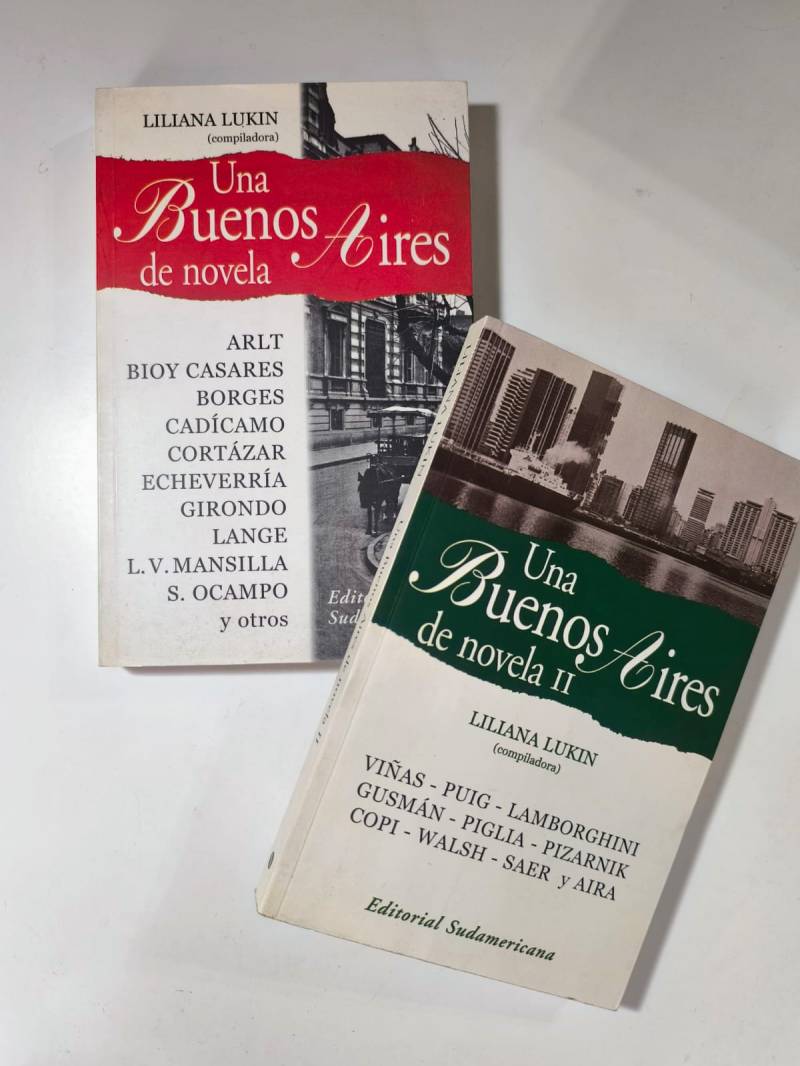 LILIANA LUKIN
(compiladora)
Una
Buenos Aires
de novela
ARLT
BIOY CASARES
BORGES
CADÍCAMO
CORTÁZAR
ECHEVERRÍA
GIRONDO
LANGE
L.V. MANSILLA
S. OCAMPO
y otros
Una
Buenos Aires
de novela II
LILIANA LUKIN
(compiladora)
VIÑAS - PUIG - LAMBORGHINI
GUSMÁN - PIGLIA - PIZARNIK
COPI - WALSH - SAER y AIRA
Editorial Sudamericana